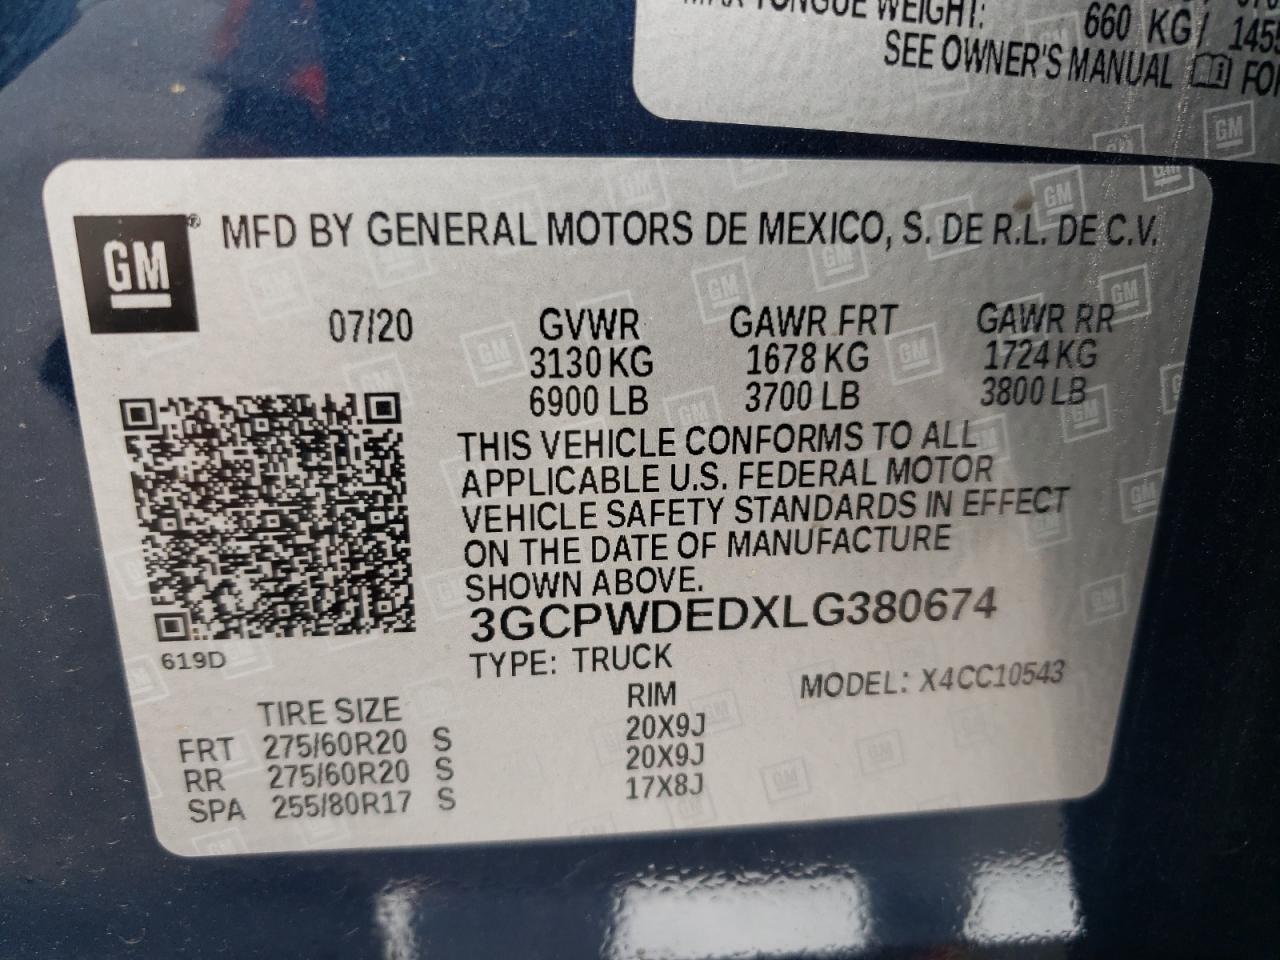 TONGUE WEIGHT:
660 KG/
SEE OWNER'S MANUAL
GM ®
MFD BY GENERAL MOTORS DE MEXICO, S. DE R.L. DE C.V.
07/20 GVWR GAWR FRT GAWR RR
3130 KG 1678 KG 1724 KG
6900 LB 3700 LB 3800 LB
THIS VEHICLE CONFORMS TO ALL
APPLICABLE U.S. FEDERAL MOTOR
VEHICLE SAFETY STANDARDS IN EFFECT
ON THE DATE OF MANUFACTURE
SHOWN ABOVE.
3GCPWDEDXLG380674
619D
TYPE: TRUCK
MODEL: X4CC10543
TIRE SIZE RIM
FRT 275/60R20 S 20X9J
RR 275/60R20 S 20X9J
SPA 255/80R17 S 17X8J